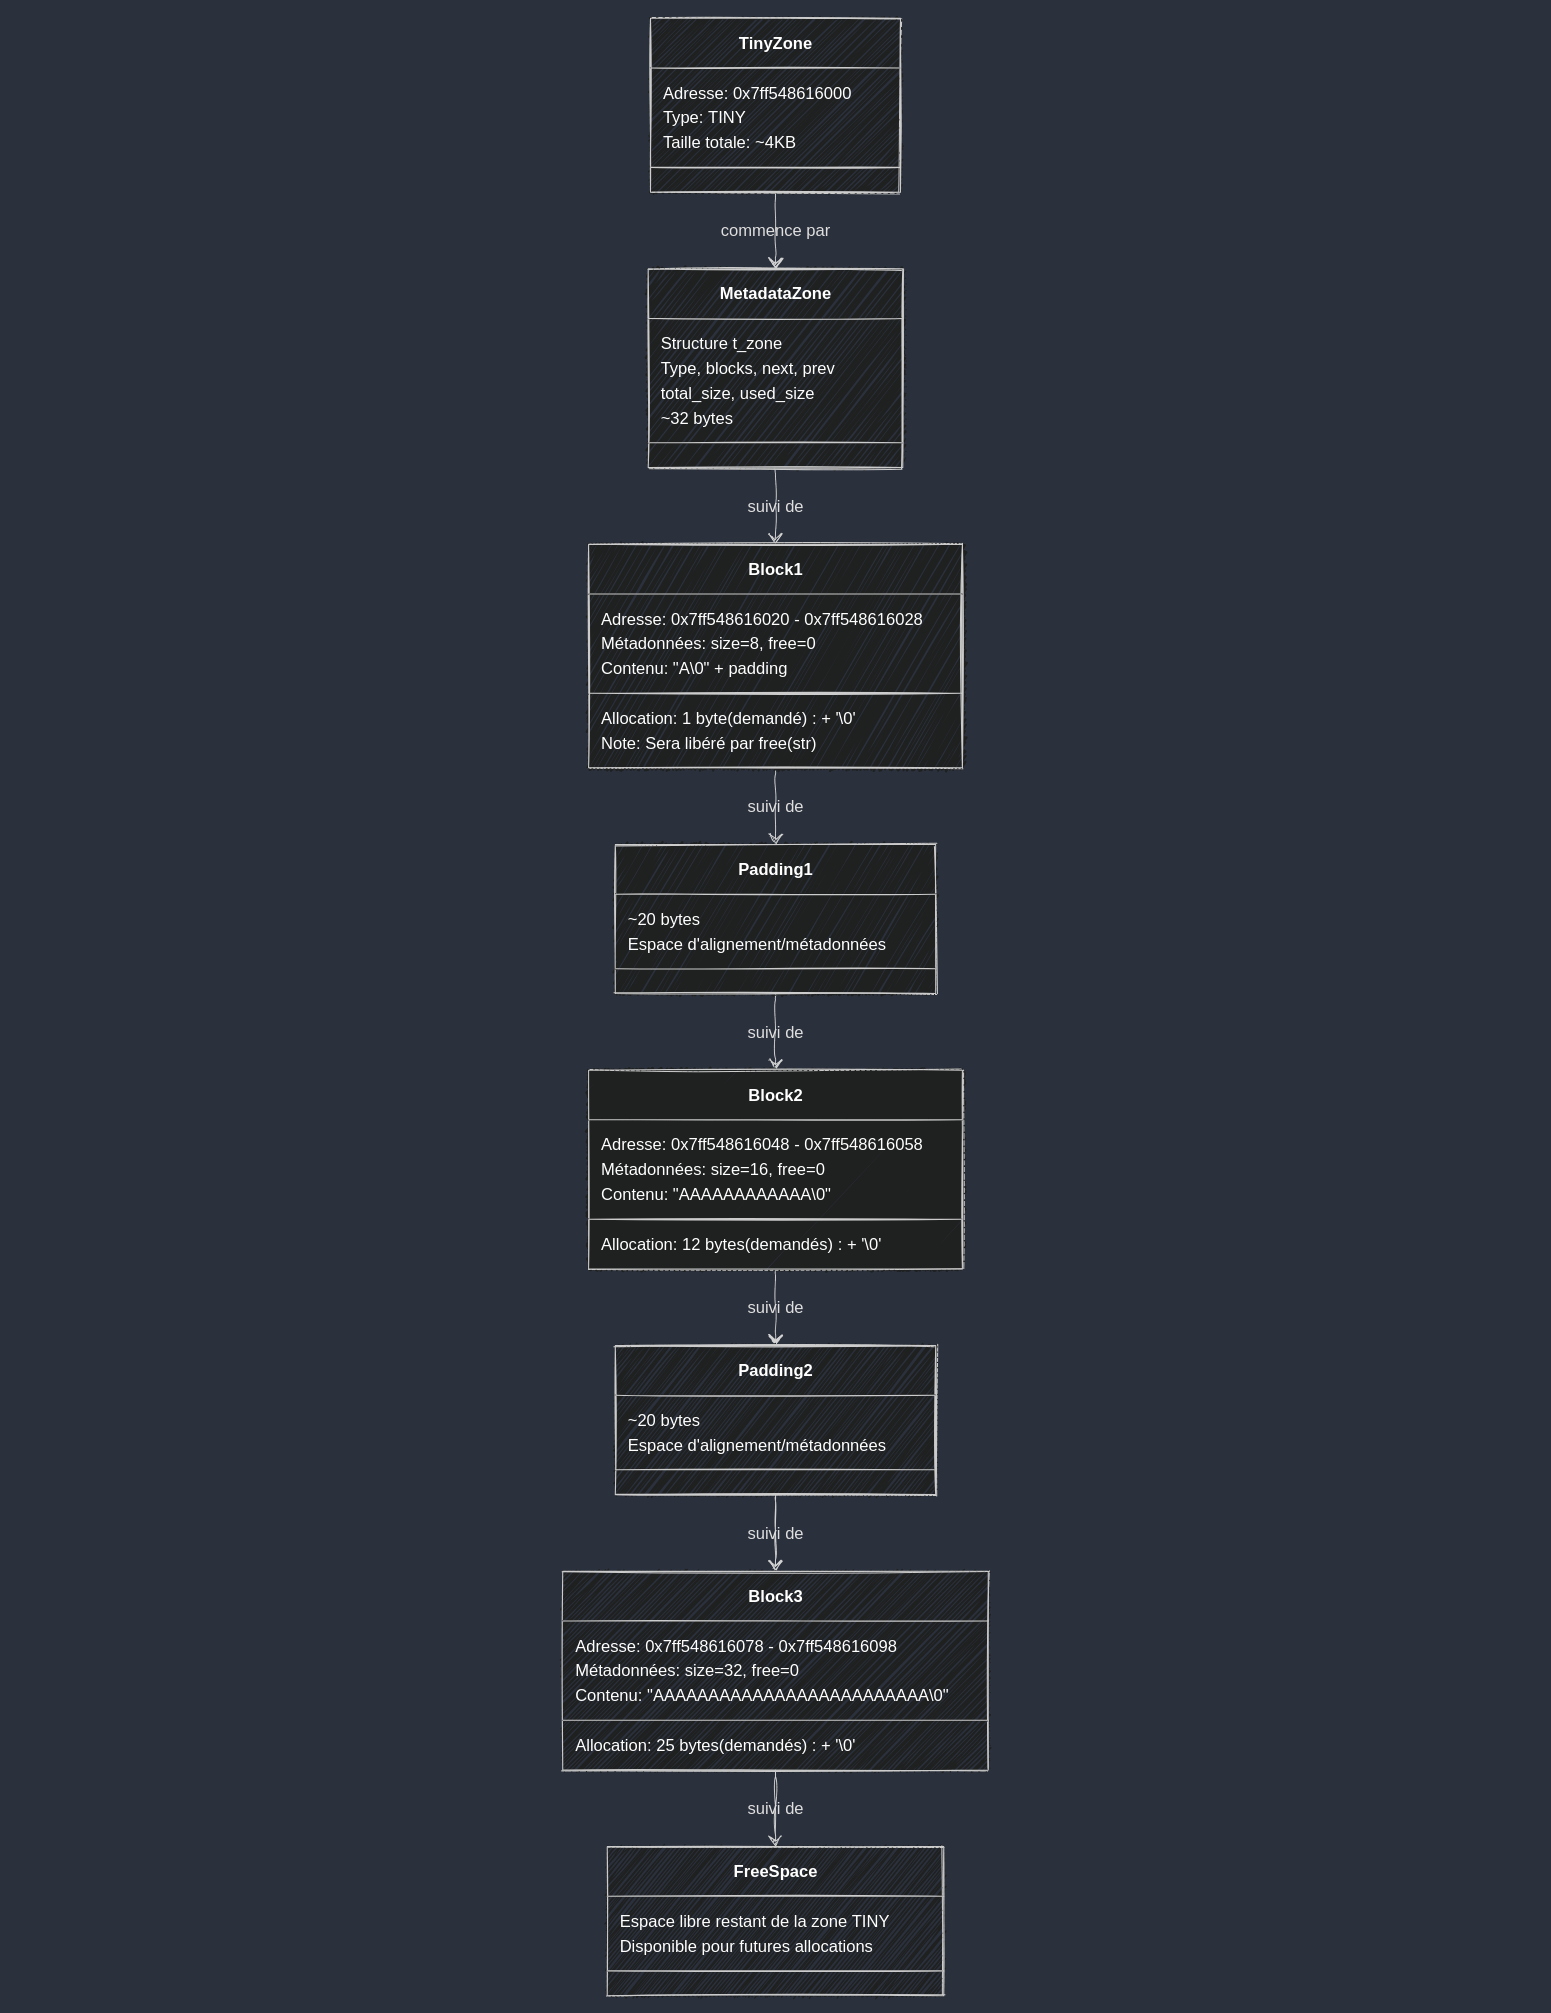 TinyZone
Adresse: 0x7ff548616000
Type: TINY
Taille totale: ~4KB
commence par
MetadataZone
Structure t_zone
Type, blocks, next, prev
total_size, used_size
~32 bytes
suivi de
Block1
Adresse: 0x7ff548616020 - 0x7ff548616028
Métadonnées: size=8, free=0
Contenu: "A\0" + padding
Allocation: 1 byte(demandé) : + '\0'
Note: Sera libéré par free(str)
suivi de
Padding1
~20 bytes
Espace d'alignement/métadonnées
suivi de
Block2
Adresse: 0x7ff548616048 - 0x7ff548616058
Métadonnées: size=16, free=0
Contenu: "AAAAAAAAAAAA\0"
Allocation: 12 bytes(demandés) : + '\0'
suivi de
Padding2
~20 bytes
Espace d'alignement/métadonnées
suivi de
Block3
Adresse: 0x7ff548616078 - 0x7ff548616098
Métadonnées: size=32, free=0
Contenu: "AAAAAAAAAAAAAAAAAAAAAAAAA\0"
Allocation: 25 bytes(demandés) : + '\0'
suivi de
FreeSpace
Espace libre restant de la zone TINY
Disponible pour futures allocations